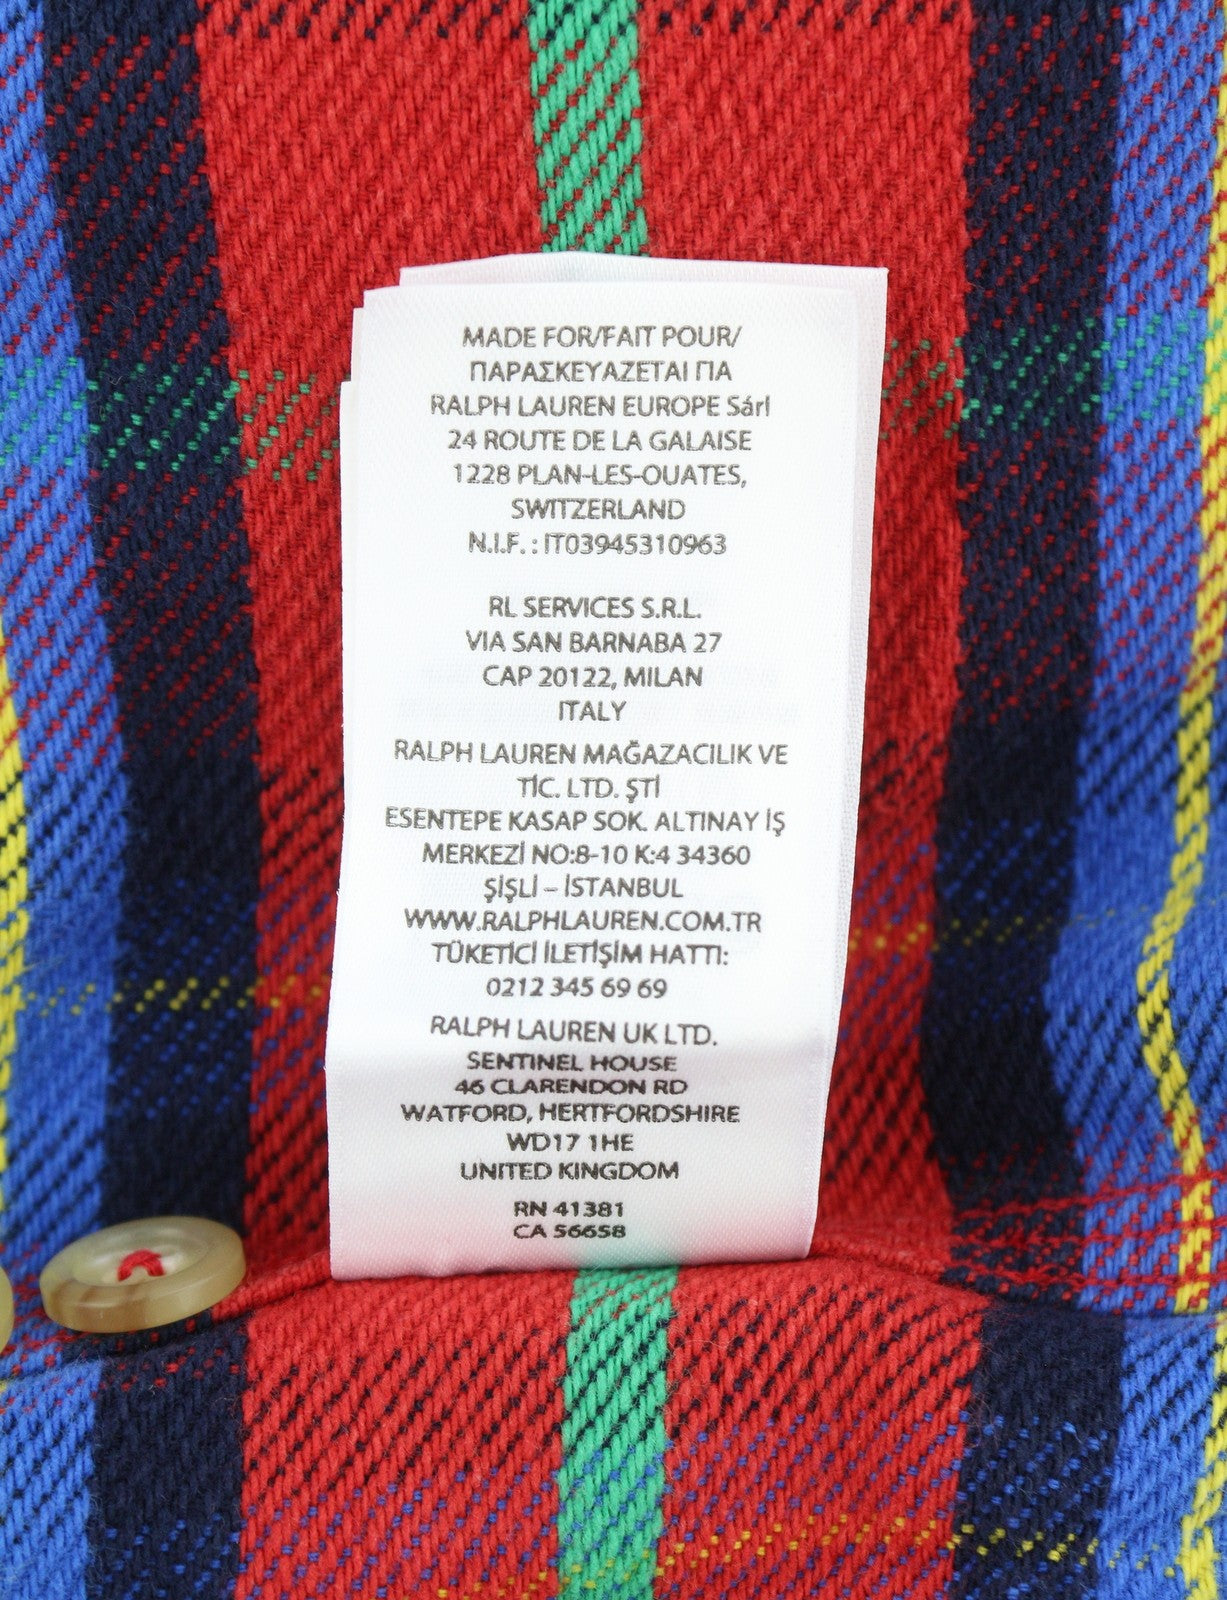 MADE FOR/FAIT POUR/
ΠΑΡΑΣΚΕΥΑΖΕΤΑΙ ΓΙΑ
RALPH LAUREN EUROPE Sárl
24 ROUTE DE LA GALAISE
1228 PLAN-LES-OUATES,
SWITZERLAND
N.I.F. : IT03945310963
RL SERVICES S.R.L.
VIA SAN BARNABA 27
CAP 20122, MILAN
ITALY
RALPH LAUREN MAĞAZACILIK VE
TİC. LTD. ŞTİ
ESENTEPE KASAP SOK. ALTINAY İŞ
MERKEZİ NO:8-10 K:4 34360
ŞİŞLİ – İSTANBUL
WWW.RALPHLAUREN.COM.TR
TÜKETİCİ İLETİŞİM HATTI:
0212 345 69 69
RALPH LAUREN UK LTD.
SENTINEL HOUSE
46 CLARENDON RD
WATFORD, HERTFORDSHIRE
WD17 1HE
UNITED KINGDOM
RN 41381
CA 56658